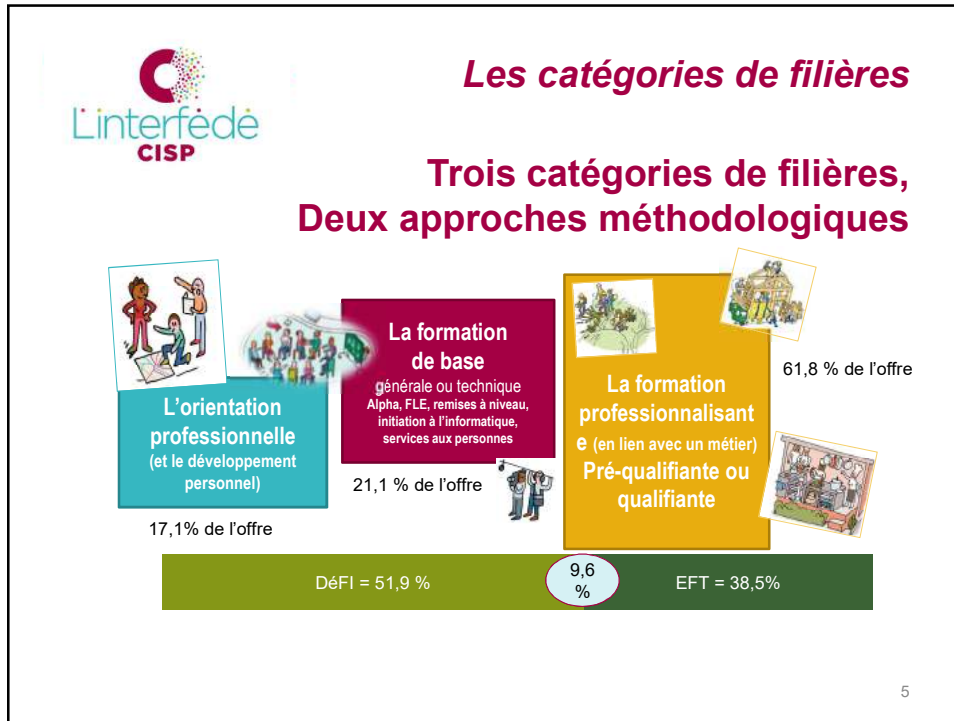 L'interfédé
CISP
Les catégories de filières
Trois catégories de filières,
Deux approches méthodologiques
L'orientation
professionnelle
(et le développement
personnel)
17,1% de l'offre
La formation
de base
générale ou technique
Alpha, FLE, remises à niveau,
initiation à l'informatique,
services aux personnes
21,1 % de l'offre
La formation
professionnalisant
e (en lien avec un métier)
Pré-qualifiante ou
qualifiante
61,8 % de l'offre
DéFI = 51,9 %
9,6
%
EFT = 38,5%
5